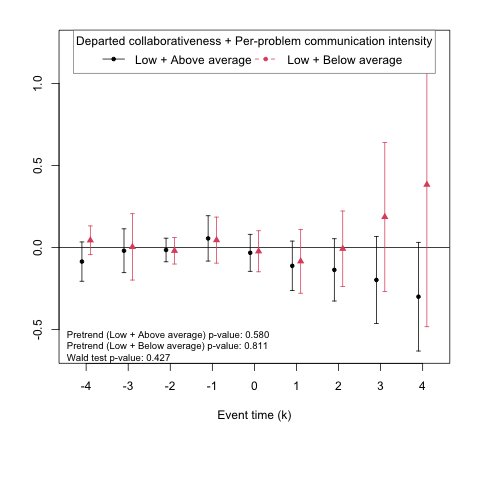 Departed collaborativeness + Per-problem communication intensity
Low + Above average Low + Below average
1.0
0.5
0.0
-0.5
Pretrend (Low + Above average) p-value: 0.580
Pretrend (Low + Below average) p-value: 0.811
Wald test p-value: 0.427
-4 -3 -2 -1 0 1 2 3 4
Event time (k)